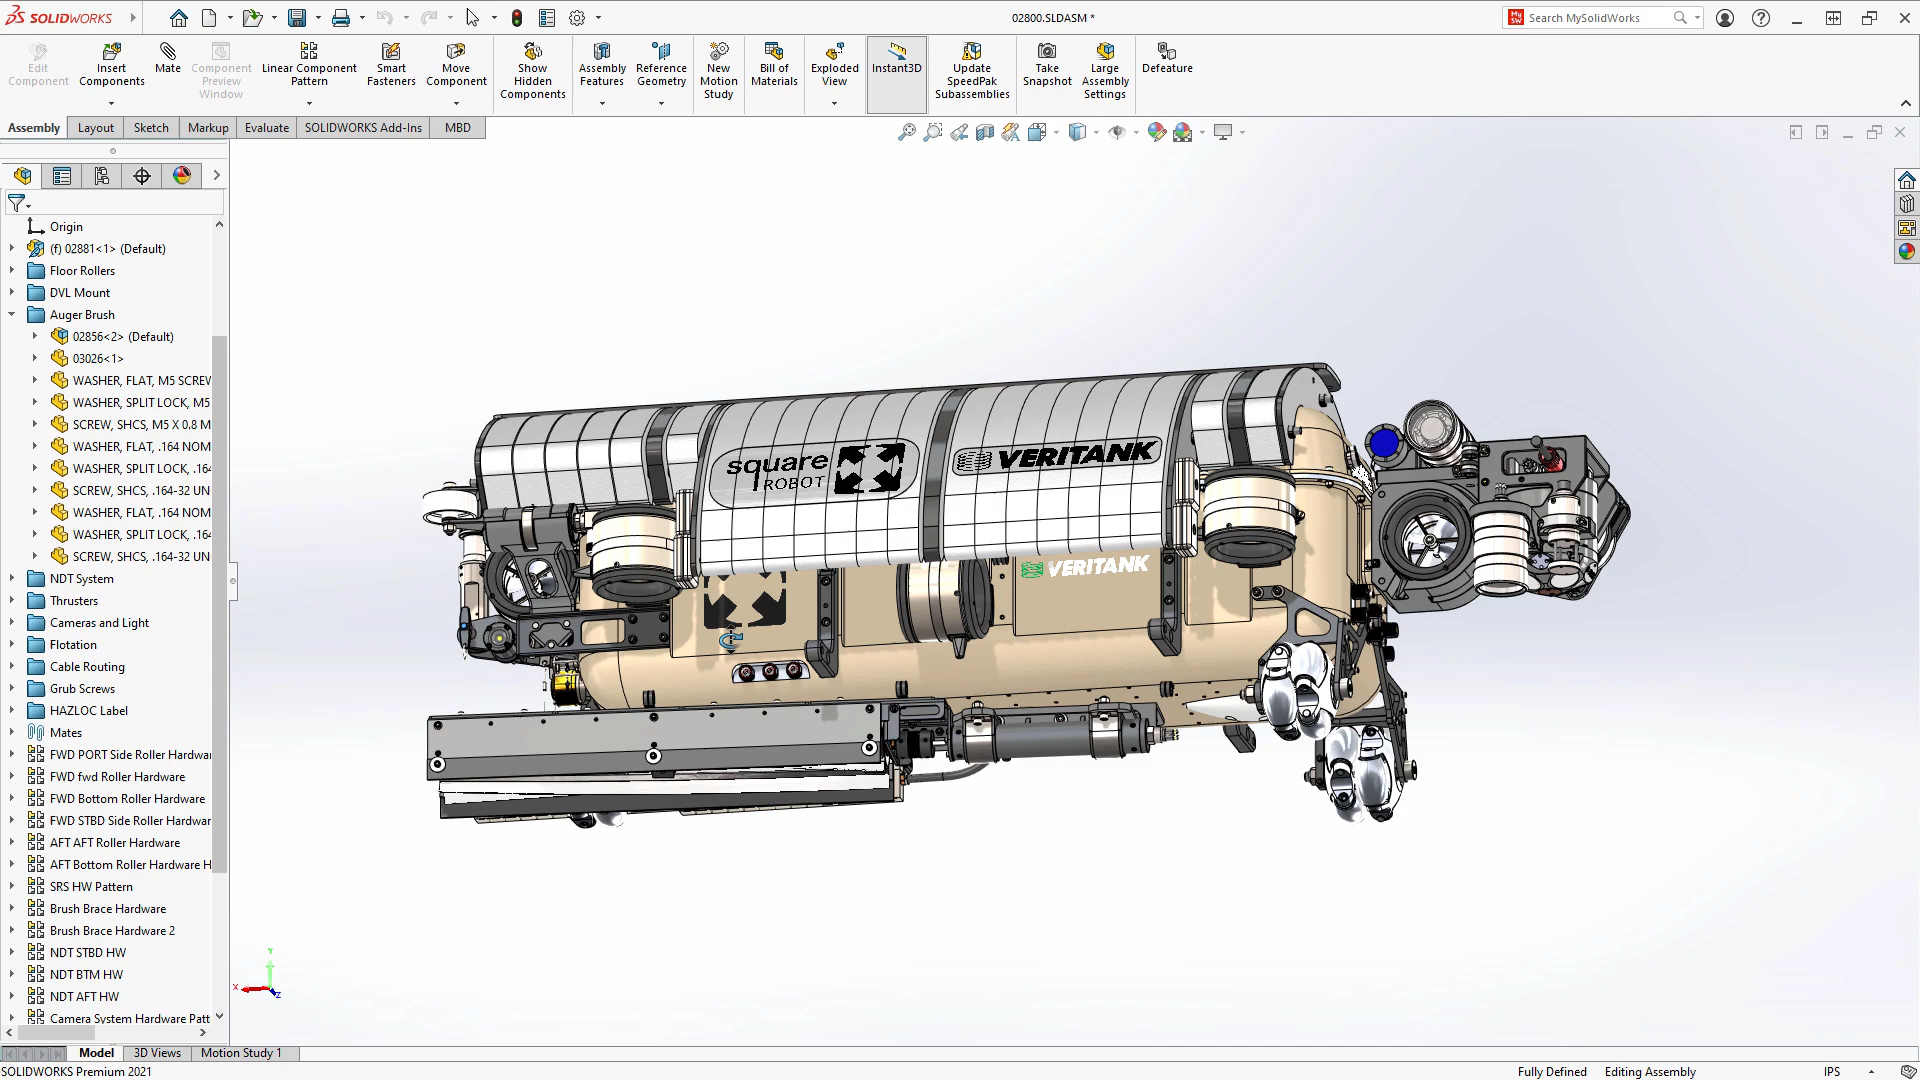 SOLIDWORKS
02800.SLDASM *
Search MySolidWorks
Edit Component
Insert Components
Mate
Component Preview Window
Linear Component Pattern
Smart Fasteners
Move Component
Show Hidden Components
Assembly Features
Reference Geometry
New Motion Study
Bill of Materials
Exploded View
Instant3D
Update SpeedPak Subassemblies
Take Snapshot
Large Assembly Settings
Defeature
Assembly
Layout
Sketch
Markup
Evaluate
SOLIDWORKS Add-Ins
MBD
Origin
(f) 02881<1> (Default)
Floor Rollers
DVL Mount
Auger Brush
02856<2> (Default)
03026<1>
WASHER, FLAT, M5 SCREW
WASHER, SPLIT LOCK, M5
SCREW, SHCS, M5 X 0.8 M
WASHER, FLAT, .164 NOM
WASHER, SPLIT LOCK, .164
SCREW, SHCS, .164-32 UN
WASHER, FLAT, .164 NOM
WASHER, SPLIT LOCK, .164
SCREW, SHCS, .164-32 UN
NDT System
Thrusters
Cameras and Light
Flotation
Cable Routing
Grub Screws
HAZLOC Label
Mates
FWD PORT Side Roller Hardwar
FWD fwd Roller Hardware
FWD Bottom Roller Hardware
FWD STBD Side Roller Hardwar
AFT AFT Roller Hardware
AFT Bottom Roller Hardware H
SRS HW Pattern
Brush Brace Hardware
Brush Brace Hardware 2
NDT STBD HW
NDT BTM HW
NDT AFT HW
Camera System Hardware Patt
square
ROBOT
VERITANK
VERITANK
Y
X
Z
Model
3D Views
Motion Study 1
SOLIDWORKS Premium 2021
Fully Defined
Editing Assembly
IPS